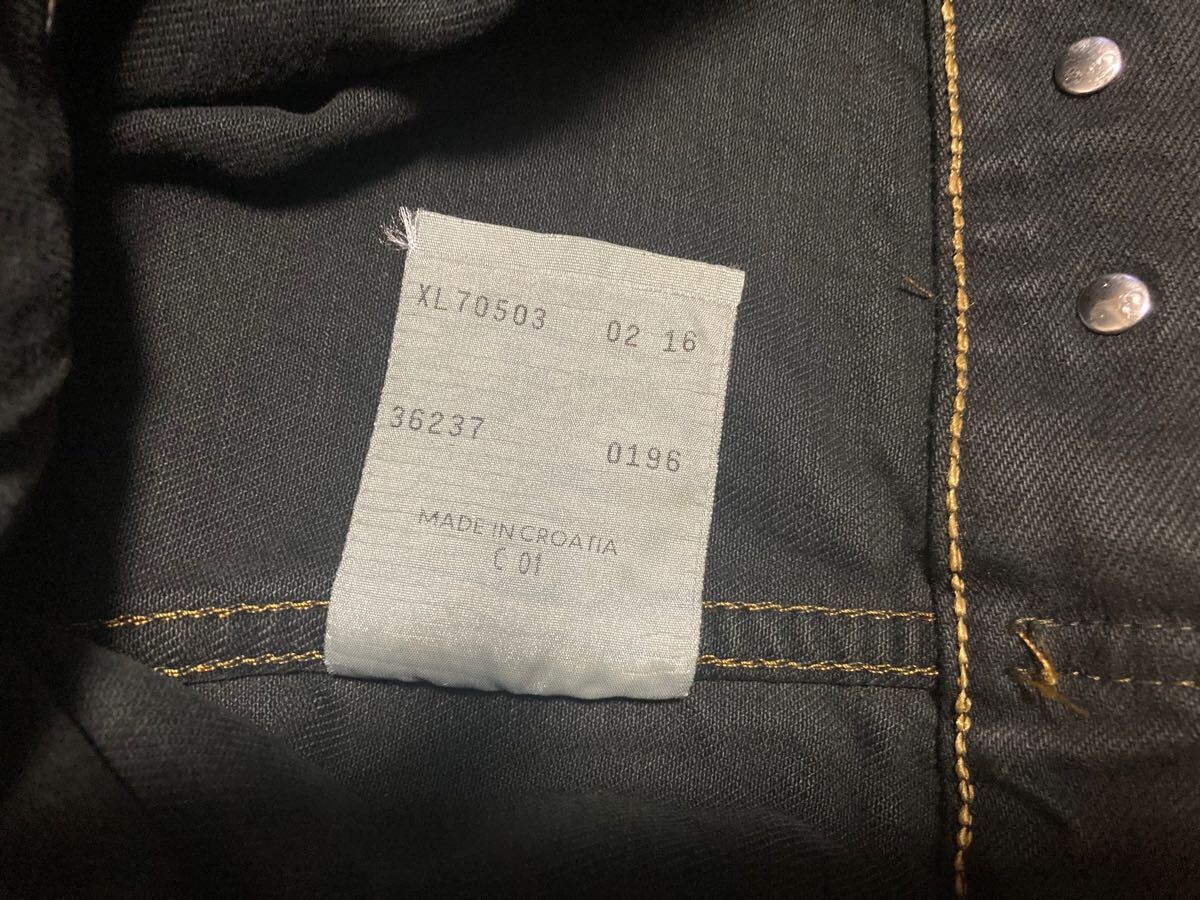 XL70503 02 16
36237 0196
MADE IN CROATIA
C 01